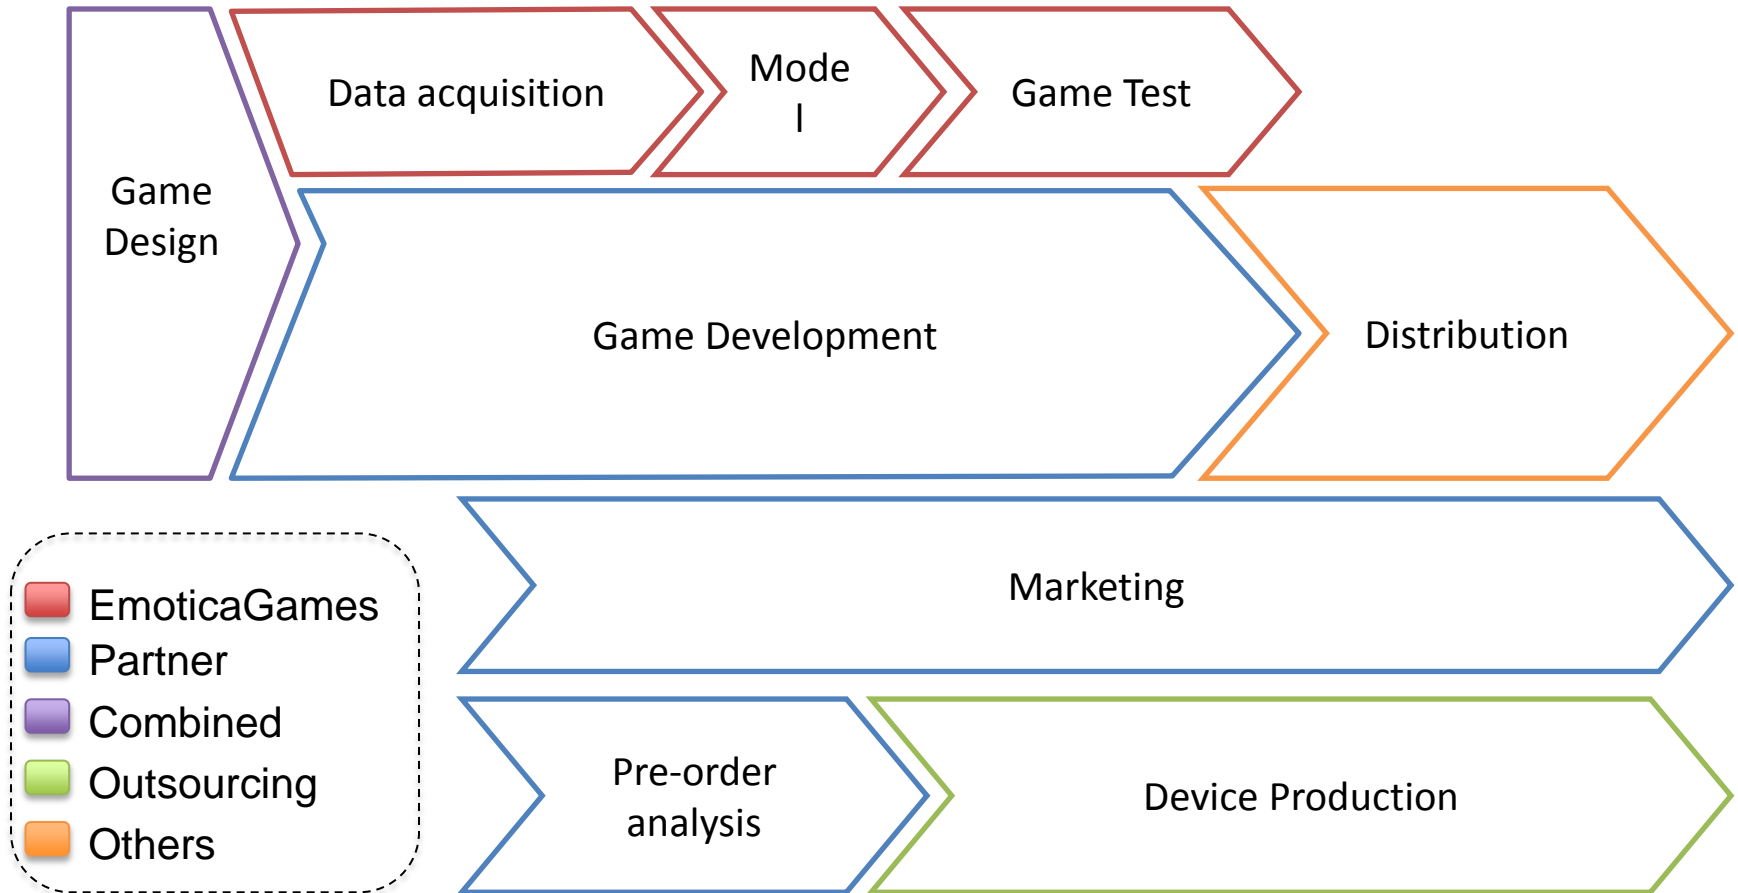 Data acquisition
Mode
l
Game Test
Game
Design
Game Development
Distribution
Marketing
EmoticaGames
Partner
Combined
Outsourcing
Others
Pre-order
analysis
Device Production